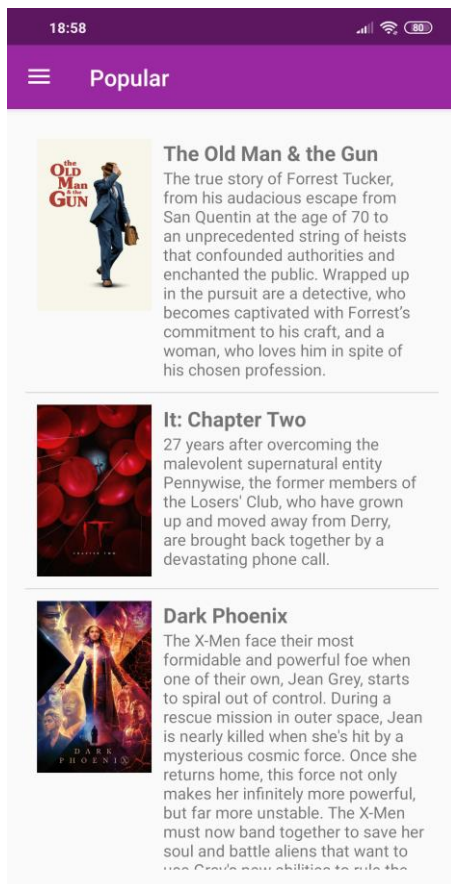 18:58
80
Popular
the
OLD
Man
& the
GUN
The Old Man & the Gun
The true story of Forrest Tucker,
from his audacious escape from
San Quentin at the age of 70 to
an unprecedented string of heists
that confounded authorities and
enchanted the public. Wrapped up
in the pursuit are a detective, who
becomes captivated with Forrest’s
commitment to his craft, and a
woman, who loves him in spite of
his chosen profession.
IT
CHAPTER TWO
It: Chapter Two
27 years after overcoming the
malevolent supernatural entity
Pennywise, the former members of
the Losers' Club, who have grown
up and moved away from Derry,
are brought back together by a
devastating phone call.
DARK
PHOENIX
Dark Phoenix
The X-Men face their most
formidable and powerful foe when
one of their own, Jean Grey, starts
to spiral out of control. During a
rescue mission in outer space, Jean
is nearly killed when she's hit by a
mysterious cosmic force. Once she
returns home, this force not only
makes her infinitely more powerful,
but far more unstable. The X-Men
must now band together to save her
soul and battle aliens that want to
use Grey's new abilities to rule the